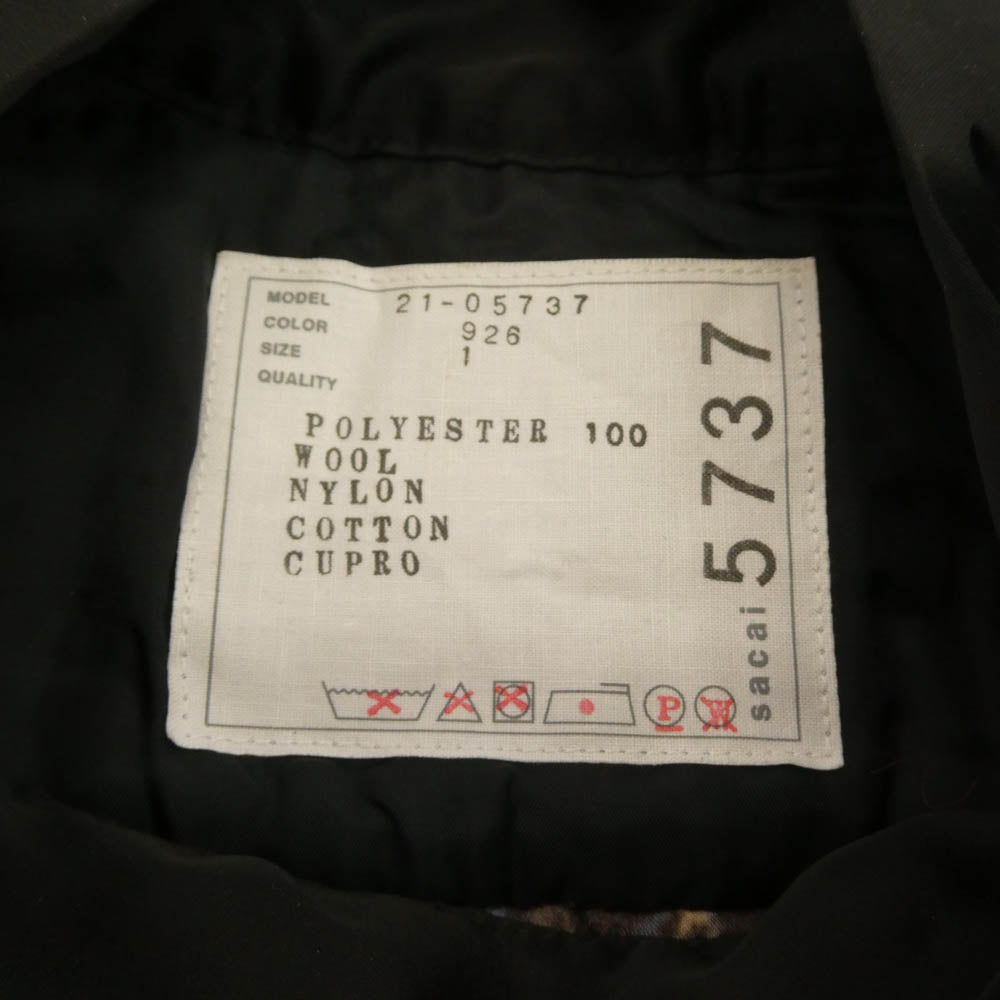 MODEL 21-05737
COLOR 926
SIZE 1
QUALITY
POLYESTER 100
WOOL
NYLON
COTTON
CUPRO
P W
sacai 5737